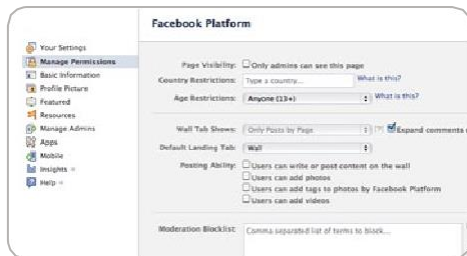 Facebook Platform
Your Settings
Manage Permissions
Basic Information
Profile Picture
Featured
Resources
Manage Admins
Apps
Mobile
Insights »
Help »
Page Visibility: Only admins can see this page
Country Restrictions: Type a country... What is this?
Age Restrictions: Anyone (13+) What is this?
Wall Tab Shows: Only Posts by Page [?] Expand comments
Default Landing Tab: Wall
Posting Ability: Users can write or post content on the wall
Users can add photos
Users can add tags to photos by Facebook Platform
Users can add videos
Moderation Blocklist: Comma separated list of terms to block...